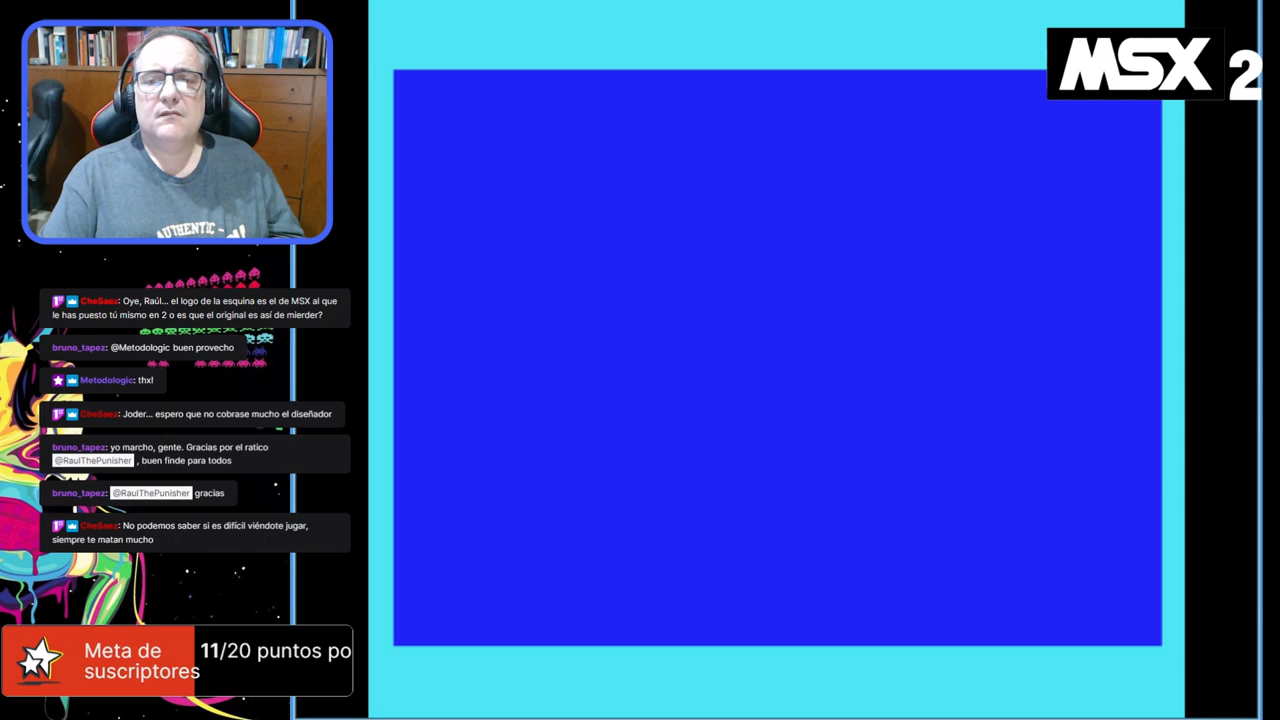 MSX 2
AUTHENTIC -
CheSaez: Oye, Raúl... el logo de la esquina es el de MSX al que
le has puesto tú mismo en 2 o es que el original es así de mierder?
bruno_tapez: @Metodologic buen provecho
Metodologic: thx!
CheSaez: Joder... espero que no cobrase mucho el diseñador
bruno_tapez: yo marcho, gente. Gracias por el ratico
@RaulThePunisher , buen finde para todos
bruno_tapez: @RaulThePunisher gracias
CheSaez: No podemos saber si es difícil viéndote jugar,
siempre te matan mucho
Meta de
suscriptores
11/20 puntos po